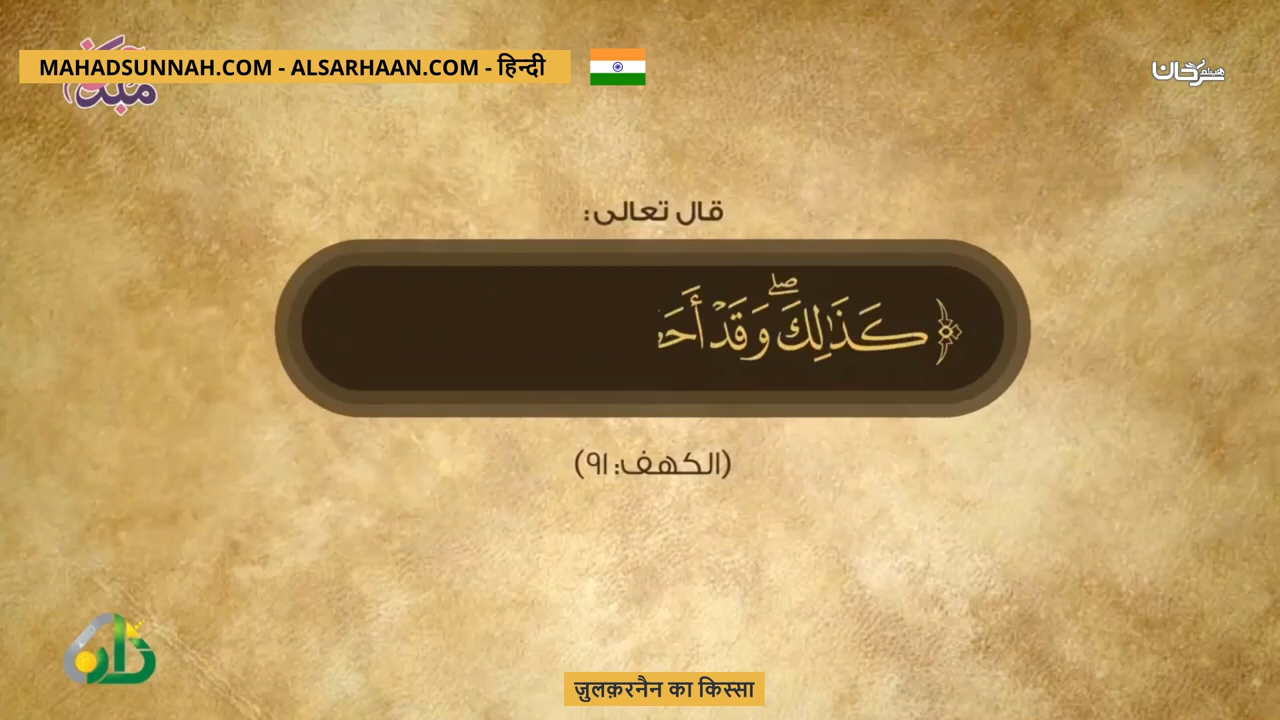 MAHADSUNNAH.COM - ALSARHAAN.COM - हिन्दी
قال تعالى:
كَذَٰلِكَۖ وَقَدْ أَحَ
(الكهف: ٩١)
ज़ुलक़रनैन का किस्सा